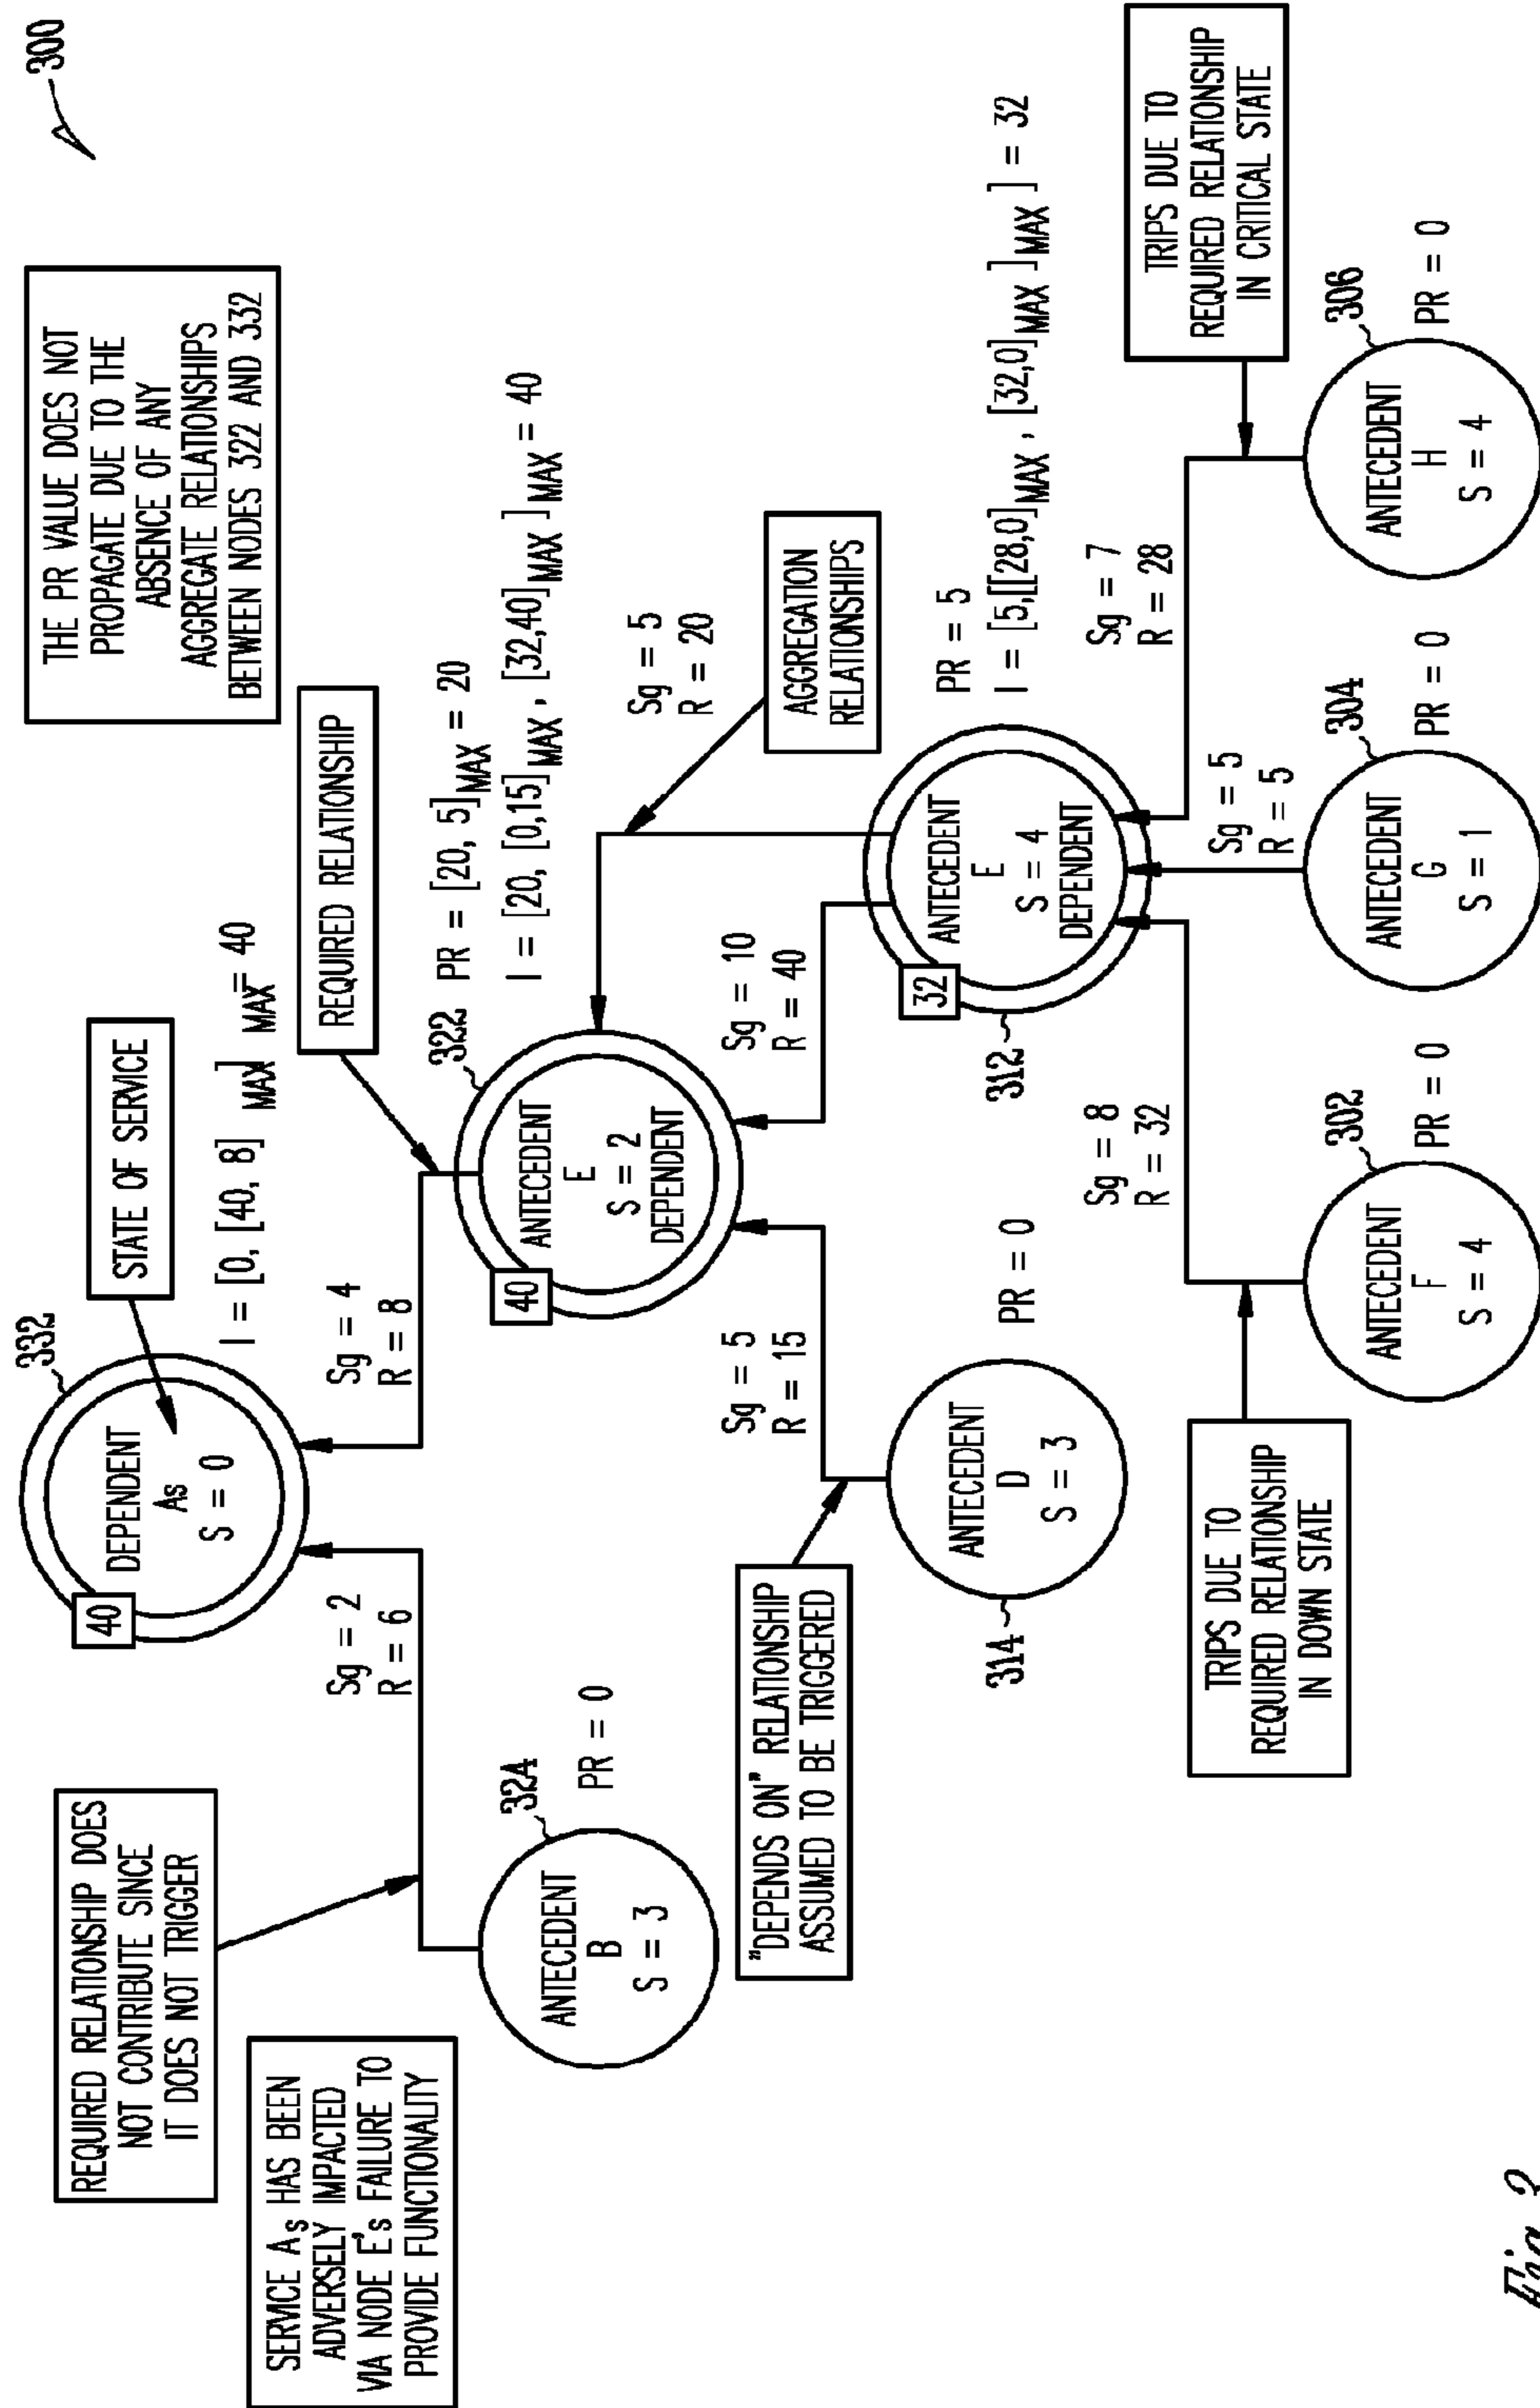 300
THE PR VALUE DOES NOT
PROPAGATE DUE TO THE
ABSENCE OF ANY
AGGREGATE RELATIONSHIPS
BETWEEN NODES 322 AND 332
REQUIRED RELATIONSHIP DOES
NOT CONTRIBUTE SINCE
IT DOES NOT TRIGGER
SERVICE As HAS BEEN
ADVERSELY IMPACTED
VIA NODE E's FAILURE TO
PROVIDE FUNCTIONALITY
332
40
DEPENDENT
As
S = 0
STATE OF SERVICE
I = [0, [40, 8] MAX] MAX = 40
Sg = 2
R = 6
Sg = 4
R = 8
REQUIRED RELATIONSHIP
32A
ANTECEDENT
B
S = 3
PR = 0
322
40
ANTECEDENT
E
S = 2
DEPENDENT
PR = [20, 5]MAX = 20
I = [20, [0,15]MAX, [32,40]MAX]MAX = 40
Sg = 5
R = 20
AGGREGATION
RELATIONSHIPS
Sg = 5
R = 15
Sg = 10
R = 40
"DEPENDS ON" RELATIONSHIP
ASSUMED TO BE TRIGGERED
314
ANTECEDENT
D
S = 3
PR = 0
312
32
ANTECEDENT
E
S = 4
DEPENDENT
PR = 5
I = [5,[[28,0]MAX, [32,0]MAX]MAX] = 32
Sg = 8
R = 32
Sg = 5
R = 5
Sg = 7
R = 28
TRIPS DUE TO
REQUIRED RELATIONSHIP
IN DOWN STATE
TRIPS DUE TO
REQUIRED RELATIONSHIP
IN CRITICAL STATE
302
ANTECEDENT
F
S = 4
PR = 0
304
ANTECEDENT
G
S = 1
PR = 0
306
ANTECEDENT
H
S = 4
PR = 0